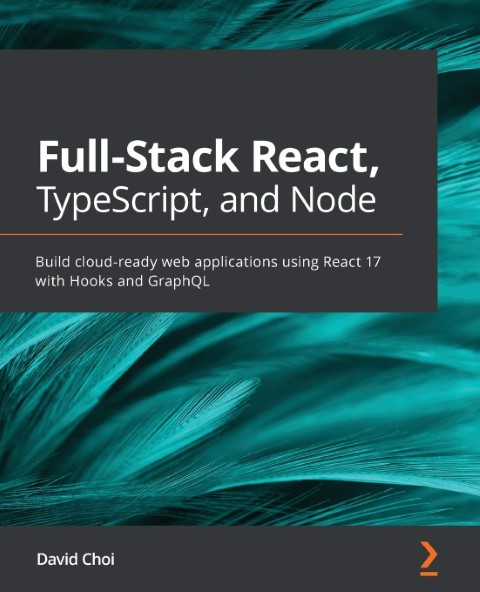 Full-Stack React,
TypeScript, and Node
Build cloud-ready web applications using React 17
with Hooks and GraphQL
David Choi